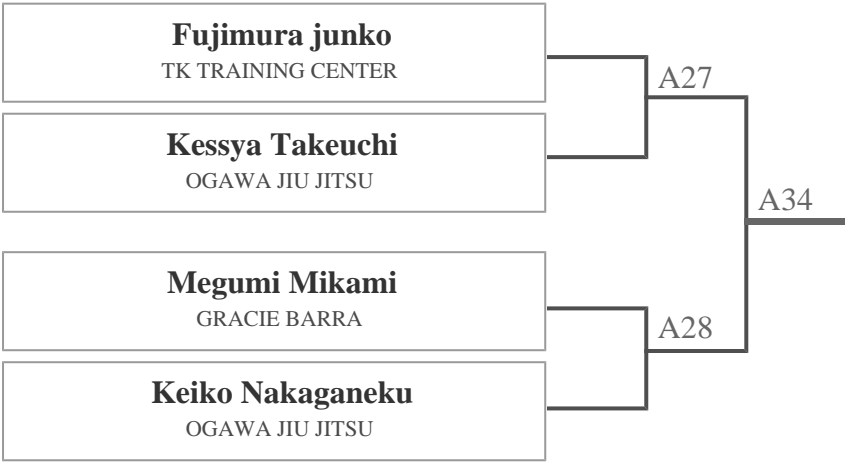 Fujimura junko
TK TRAINING CENTER
A27
Kessya Takeuchi
OGAWA JIU JITSU
A34
Megumi Mikami
GRACIE BARRA
A28
Keiko Nakaganeku
OGAWA JIU JITSU